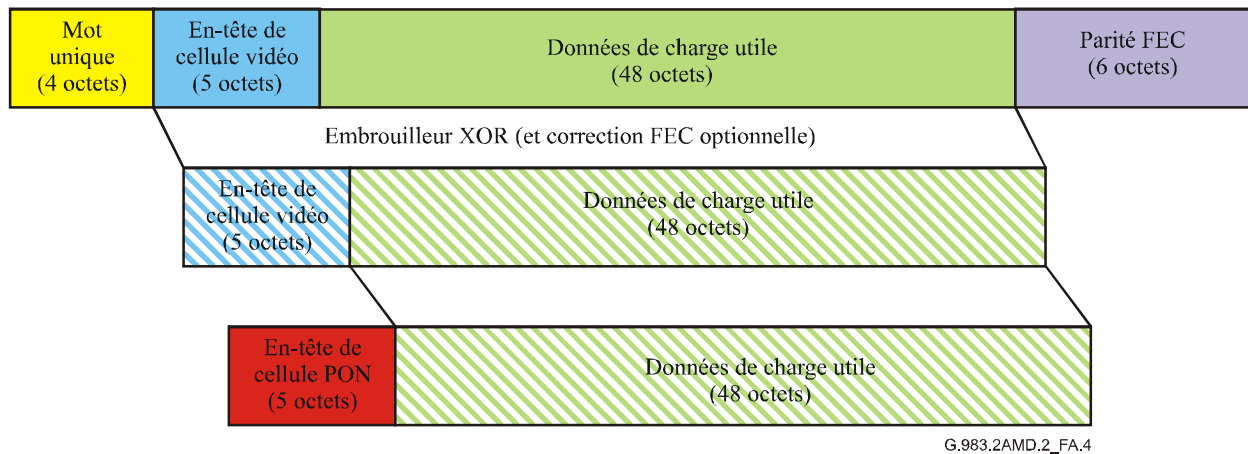 Mot
unique
(4 octets)
En-tête de
cellule vidéo
(5 octets)
Données de charge utile
(48 octets)
Parité FEC
(6 octets)
Embrouilleur XOR (et correction FEC optionnelle)
En-tête de
cellule vidéo
(5 octets)
Données de charge utile
(48 octets)
En-tête de
cellule PON
(5 octets)
Données de charge utile
(48 octets)
G.983.2AMD.2_FA.4